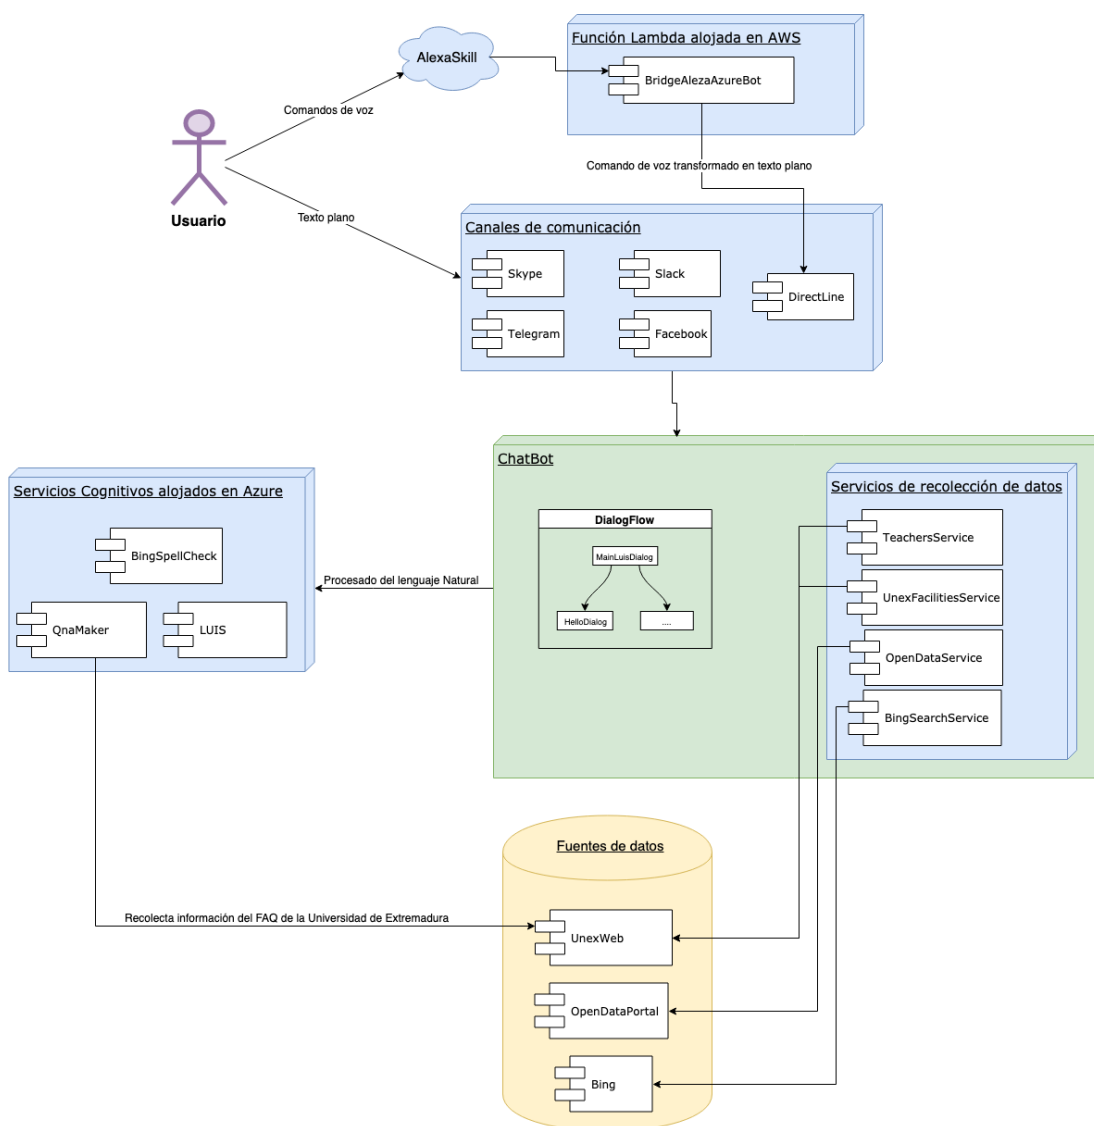 Función Lambda alojada en AWS
AlexaSkill
BridgeAlezaAzureBot
Comandos de voz
Comando de voz transformado en texto plano
Usuario
Texto plano
Canales de comunicación
Skype
Slack
DirectLine
Telegram
Facebook
ChatBot
Servicios Cognitivos alojados en Azure
Servicios de recolección de datos
DialogFlow
BingSpellCheck
TeachersService
MainLuisDialog
Procesado del lenguaje Natural
UnexFacilitiesService
HelloDialog
....
QnaMaker
LUIS
OpenDataService
BingSearchService
Fuentes de datos
Recolecta información del FAQ de la Universidad de Extremadura
UnexWeb
OpenDataPortal
Bing